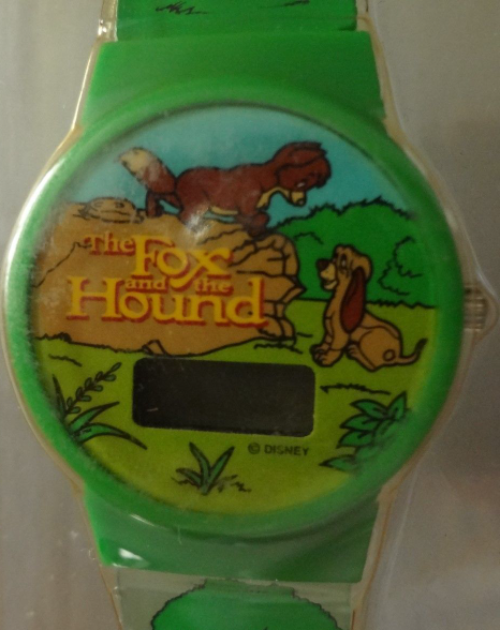 The Fox
and the
Hound
© DISNEY